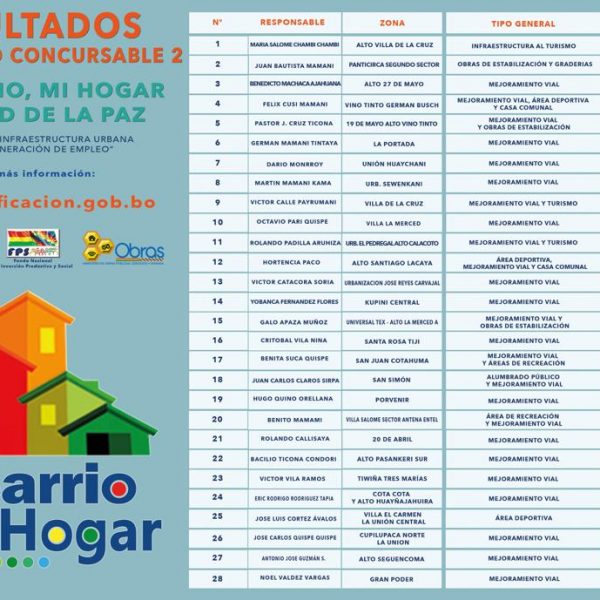 ULTADOS
O CONCURSABLE 2
IO, MI HOGAR
D DE LA PAZ
INFRAESTRUCTURA URBANA
NERACIÓN DE EMPLEO"
más información:
ficacion.gob.bo
FPS
Fondo Nacional
Inversión Productiva y Social
Obras
arrio
Hogar
N° RESPONSABLE ZONA TIPO GENERAL
1 MARIA SALOME CHAMBI CHAMBI ALTO VILLA DE LA CRUZ INFRAESTRUCTURA AL TURISMO
2 JUAN BAUTISTA MAMANI PANTICIRCA SEGUNDO SECTOR OBRAS DE ESTABILIZACIÓN Y GRADERIAS
3 BENEDICTO MACHACA AJAHUANA ALTO 27 DE MAYO MEJORAMIENTO VIAL
4 FELIX CUSI MAMANI VINO TINTO GERMAN BUSCH MEJORAMIENTO VIAL, ÁREA DEPORTIVA
Y CASA COMUNAL
5 PASTOR J. CRUZ TICONA 19 DE MAYO ALTO VINO TINTO MEJORAMIENTO VIAL
Y OBRAS DE ESTABILIZACIÓN
6 GERMAN MAMANI TINTAYA LA PORTADA MEJORAMIENTO VIAL
7 DARIO MONRROY UNIÓN HUAYCHANI MEJORAMIENTO VIAL
8 MARTIN MAMANI KAMA URB. SEWENKANI MEJORAMIENTO VIAL
9 VICTOR CALLE PAYRUMANI VILLA DE LA CRUZ MEJORAMIENTO VIAL Y TURISMO
10 OCTAVIO PARI QUISPE VILLA LA MERCED MEJORAMIENTO VIAL
11 ROLANDO PADILLA ARUHIZA URB. EL PEDREGAL ALTO CALACOTO MEJORAMIENTO VIAL Y TURISMO
12 HORTENCIA PACO ALTO SANTIAGO LACAYA ÁREA DEPORTIVA,
MEJORAMIENTO VIAL Y CASA COMUNAL
13 VICTOR CATACORA SORIA URBANIZACION JOSE REYES CARVAJAL MEJORAMIENTO VIAL
14 YOBANCA FERNANDEZ FLORES KUPINI CENTRAL MEJORAMIENTO VIAL
15 GALO APAZA MUÑOZ UNIVERSAL TEX - ALTO LA MERCED A MEJORAMIENTO VIAL Y
OBRAS DE ESTABILIZACIÓN
16 CRITOBAL VILA NINA SANTA ROSA TIJI MEJORAMIENTO VIAL
17 BENITA SUCA QUISPE SAN JUAN COTAHUMA MEJORAMIENTO VIAL
Y ÁREAS DE RECREACIÓN
18 JUAN CARLOS CLAROS SIRPA SAN SIMÓN ALUMBRADO PÚBLICO
Y MEJORAMIENTO VIAL
19 HUGO QUINO ORELLANA PORVENIR MEJORAMIENTO VIAL
20 BENITO MAMAMI VILLA SALOME SECTOR ANTENA ENTEL ÁREA DE RECREACIÓN
Y MEJORAMIENTO VIAL
21 ROLANDO CALLISAYA 20 DE ABRIL MEJORAMIENTO VIAL
22 BACILIO TICONA CONDORI ALTO PASANKERI SUR MEJORAMIENTO VIAL
23 VICTOR VILA RAMOS TIWIÑA TRES MARÍAS MEJORAMIENTO VIAL
24 ERIC RODRIGO RODRIGUEZ TAPIA COTA COTA
Y ALTO HUAYÑAJAHUIRA MEJORAMIENTO VIAL
25 JOSE LUIS CORTEZ ÁVALOS VILLA EL CARMEN
LA UNIÓN CENTRAL ÁREA DEPORTIVA
26 JOSE CARLOS QUISPE QUISPE CUPILUPACA NORTE
LA UNION MEJORAMIENTO VIAL
27 ANTONIO JOSE GUZMÁN S. ALTO SEGUENCOMA MEJORAMIENTO VIAL
28 NOEL VALDEZ VARGAS GRAN PODER MEJORAMIENTO VIAL